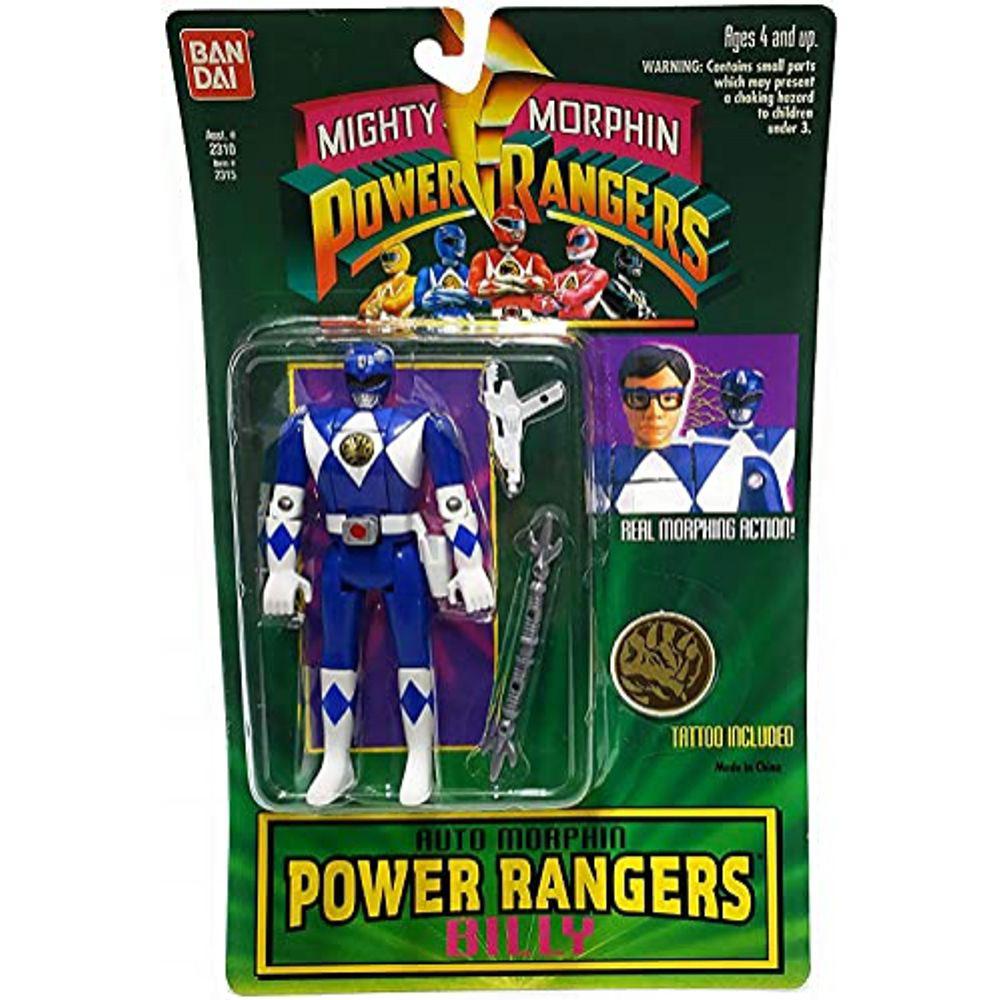 BAN
DAI
Asst. #
2310
Item #
2315
Ages 4 and up.
WARNING: Contains small parts
which may present
a choking hazard
to children
under 3.
MIGHTY MORPHIN
POWER RANGERS
REAL MORPHING ACTION!
TATTOO INCLUDED
Made in China
AUTO MORPHIN
POWER RANGERS
BILLY